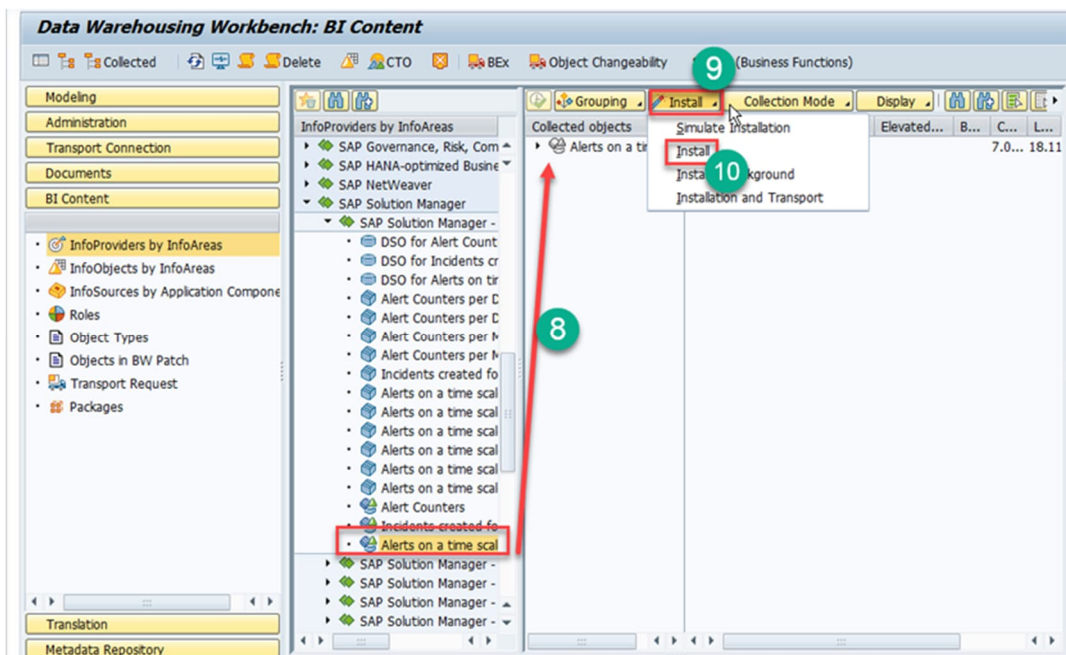 Data Warehousing Workbench: BI Content
Collected Delete CTO BEx Object Changeability (Business Functions)
9
Modeling
Administration
Transport Connection
Documents
BI Content
InfoProviders by InfoAreas
InfoObjects by InfoAreas
InfoSources by Application Compone
Roles
Object Types
Objects in BW Patch
Transport Request
Packages
Translation
Metadata Repository
InfoProviders by InfoAreas
SAP Governance, Risk, Com
SAP HANA-optimized Busine
SAP NetWeaver
SAP Solution Manager
SAP Solution Manager -
DSO for Alert Count
DSO for Incidents cr
DSO for Alerts on tir
Alert Counters per D
Alert Counters per D
Alert Counters per M
Alert Counters per M
Incidents created fo
Alerts on a time scal
Alerts on a time scal
Alerts on a time scal
Alerts on a time scal
Alerts on a time scal
Alerts on a time scal
Alert Counters
Incidents created fo
Alerts on a time scal
SAP Solution Manager -
SAP Solution Manager -
SAP Solution Manager -
SAP Solution Manager -
8
Grouping Install Collection Mode Display
Collected objects Elevated... B... C... L...
Alerts on a tir 7.0... 18.11
Simulate Installation
Install
10
Installation and Transport